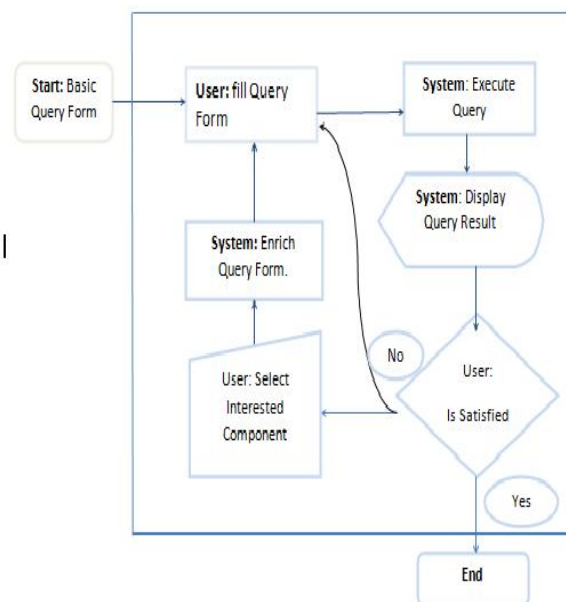 Start: Basic
Query Form
User: fill Query
Form
System: Execute
Query
System: Display
Query Result
System: Enrich
Query Form.
No
User:
Is Satisfied
User: Select
Interested
Component
Yes
End